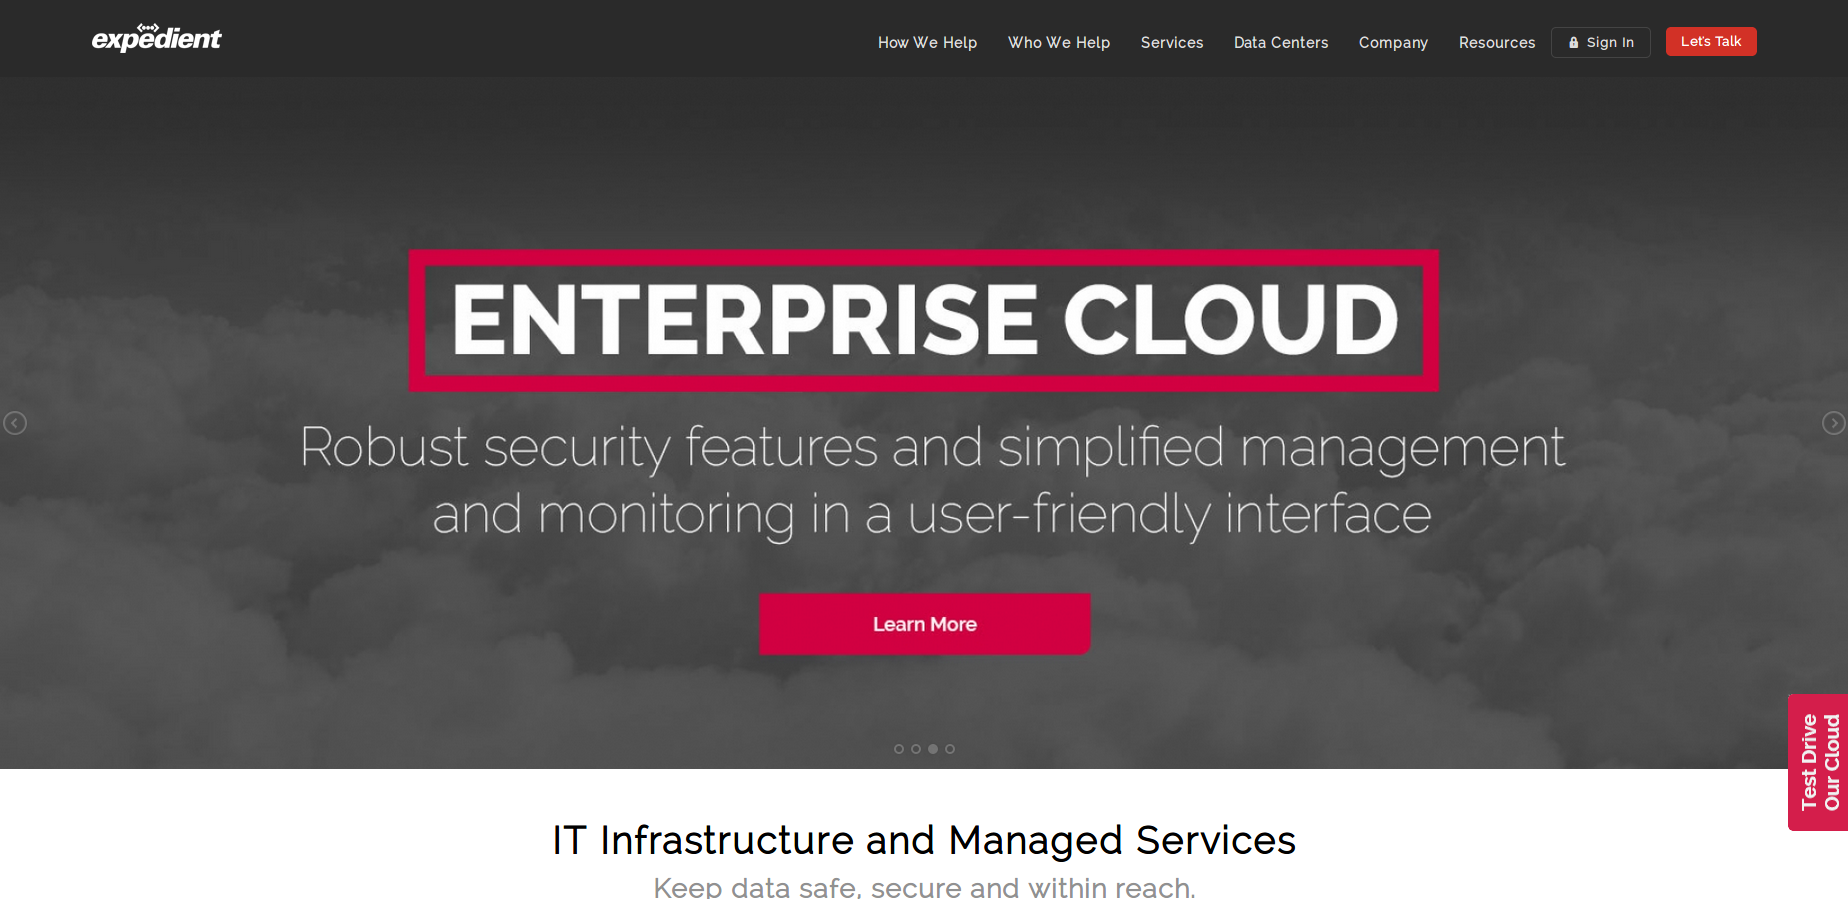 expedient
How We Help
Who We Help
Services
Data Centers
Company
Resources
Sign In
Let's Talk
ENTERPRISE CLOUD
Robust security features and simplified management
and monitoring in a user-friendly interface
Learn More
Test Drive
Our Cloud
IT Infrastructure and Managed Services
Keep data safe, secure and within reach.